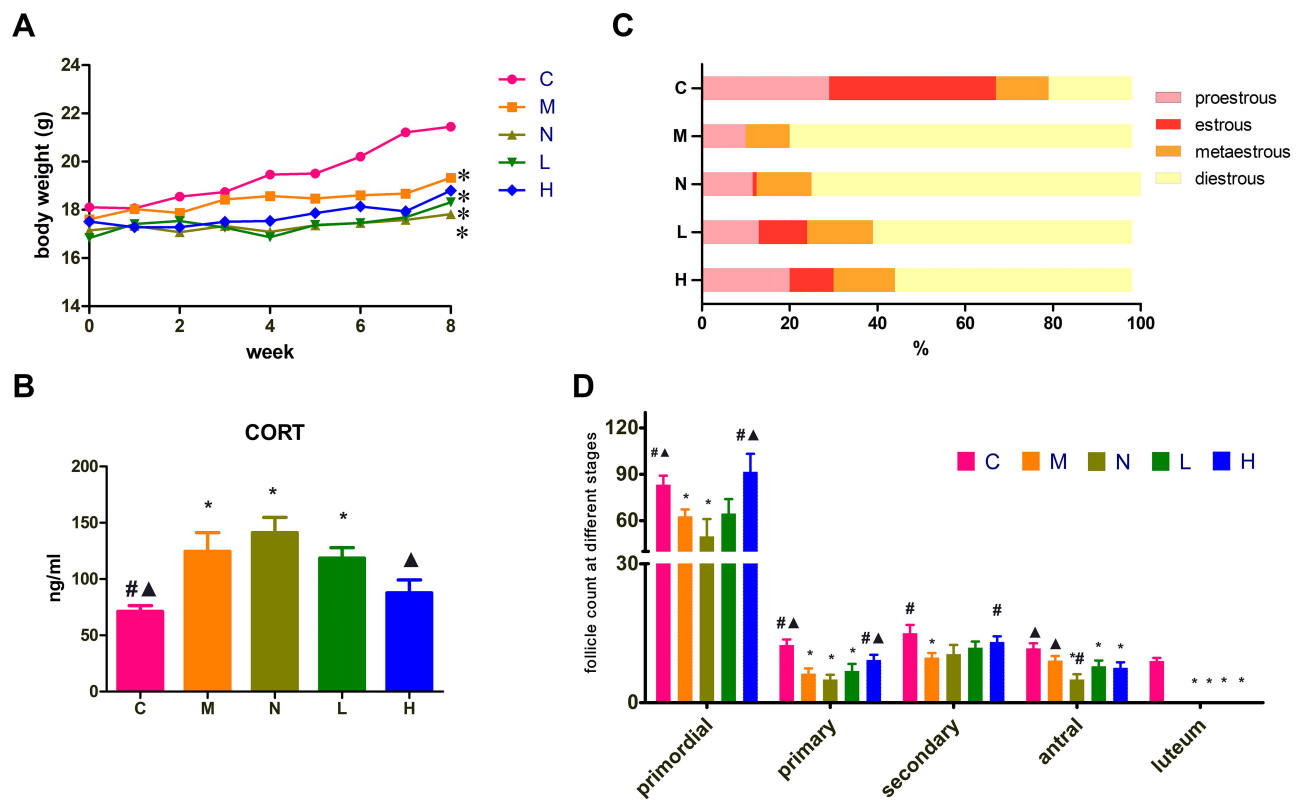 A
24
22
20
18
16
14
body weight (g)
0 2 4 6 8
week
C
M
N
L
H
*
*
*
*
C
C
M
N
L
H
0 20 40 60 80 100
%
proestrous
estrous
metaestrous
diestrous
B
CORT
200
150
100
50
0
ng/ml
#▲ * * * ▲
C M N L H
D
120
90
60
30
0
follicle count at different stages
C M N L H
#▲ * * #▲
#▲ * * * #▲
# * #
▲ ▲ *# * *
* * * *
primordial
primary
secondary
antral
luteum